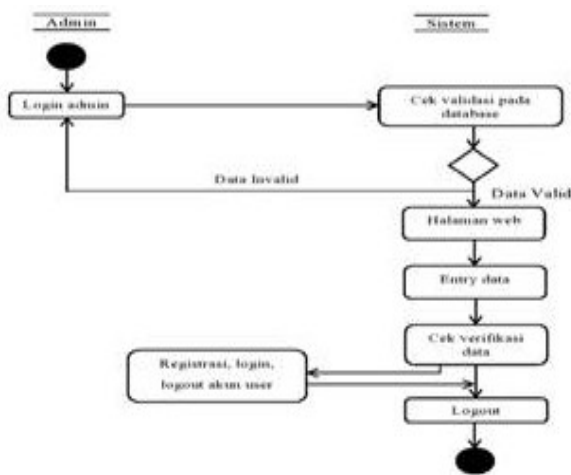 Admin
Sistem
Login admin
Cek validasi pada
database
Data Invalid
Data Valid
Halaman web
Entry data
Cek verifikasi
data
Registrasi, login,
logout akun user
Logout